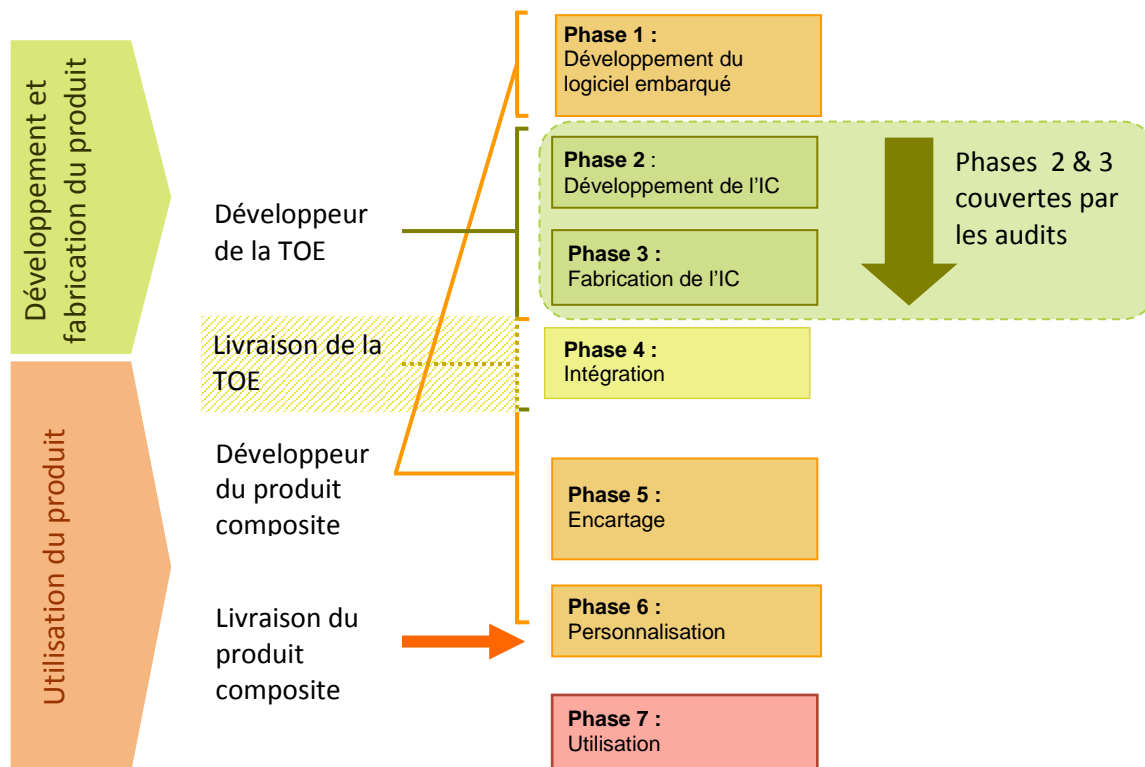 Développement et
fabrication du produit
Utilisation du produit
Développeur
de la TOE
Livraison de la
TOE
Développeur
du produit
composite
Livraison du
produit
composite
Phase 1 :
Développement du
logiciel embarqué
Phase 2 :
Développement de l'IC
Phase 3 :
Fabrication de l'IC
Phases 2 & 3
couvertes par
les audits
Phase 4 :
Intégration
Phase 5 :
Encartage
Phase 6 :
Personnalisation
Phase 7 :
Utilisation